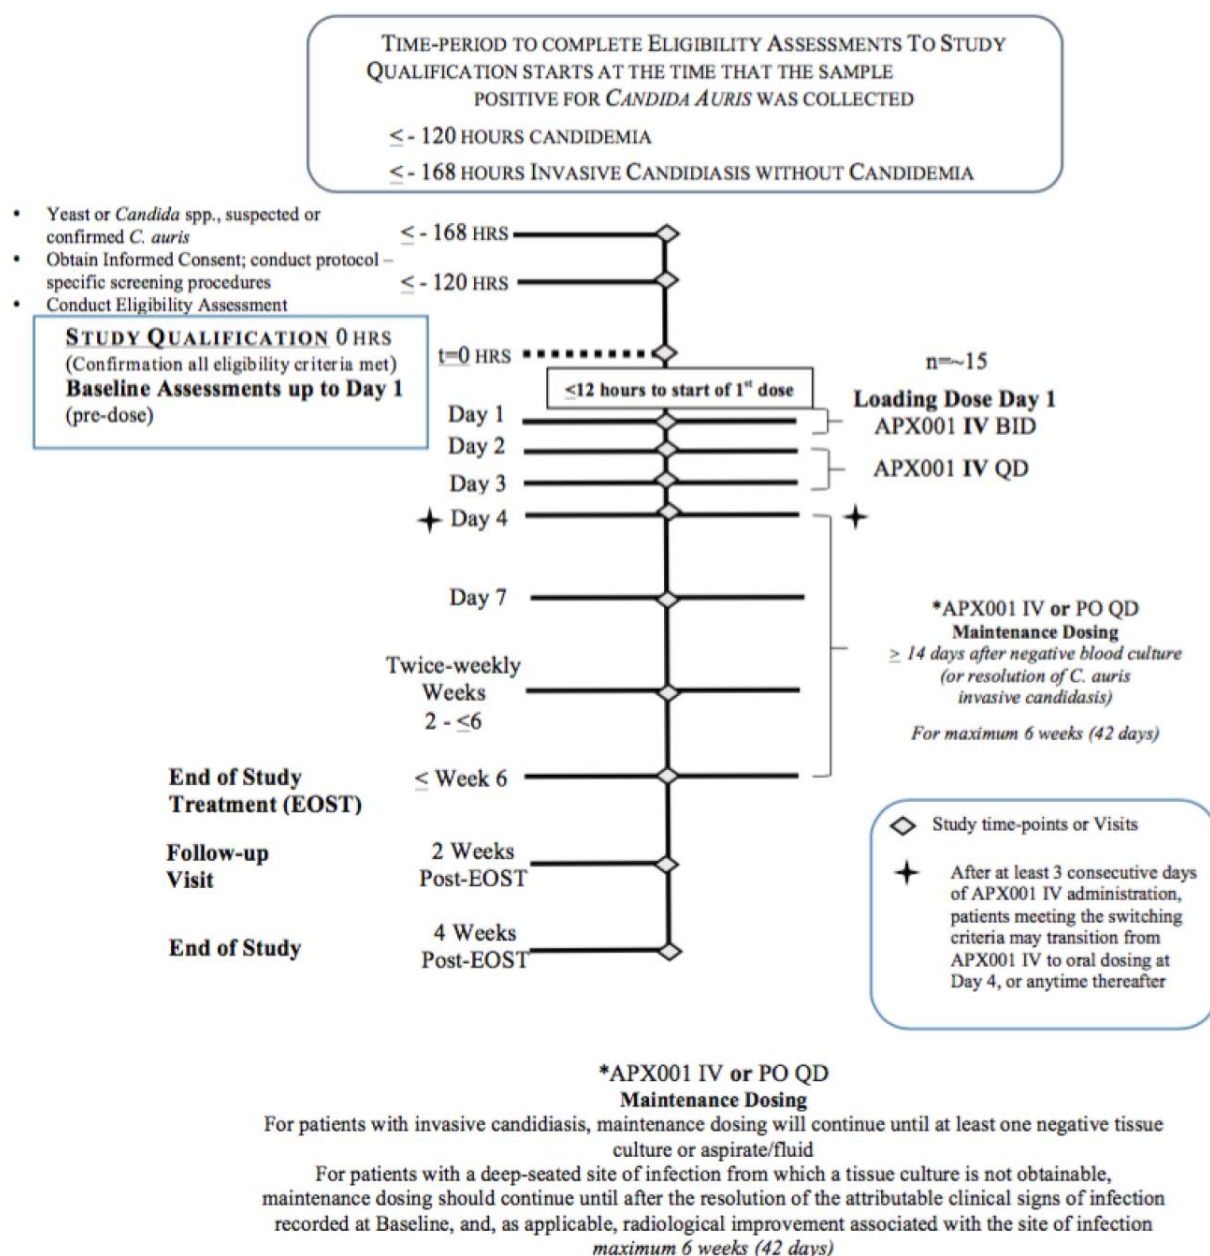 TIME-PERIOD TO COMPLETE ELIGIBILITY ASSESSMENTS TO STUDY
QUALIFICATION STARTS AT THE TIME THAT THE SAMPLE
POSITIVE FOR CANDIDA AURIS WAS COLLECTED
≤ - 120 HOURS CANDIDEMIA
≤ - 168 HOURS INVASIVE CANDIDIASIS WITHOUT CANDIDEMIA
• Yeast or Candida spp., suspected or
confirmed C. auris
• Obtain Informed Consent; conduct protocol –
specific screening procedures
• Conduct Eligibility Assessment
≤ - 168 HRS
≤ - 120 HRS
STUDY QUALIFICATION 0 HRS
(Confirmation all eligibility criteria met)
Baseline Assessments up to Day 1
(pre-dose)
t=0 HRS
≤12 hours to start of 1st dose
n=~15
Loading Dose Day 1
APX001 IV BID
Day 1
Day 2
APX001 IV QD
Day 3
Day 4
Day 7
*APX001 IV or PO QD
Maintenance Dosing
≥ 14 days after negative blood culture
(or resolution of C. auris
invasive candidasis)
For maximum 6 weeks (42 days)
Twice-weekly
Weeks
2 - ≤6
End of Study
Treatment (EOST)
≤ Week 6
Follow-up
Visit
2 Weeks
Post-EOST
End of Study
4 Weeks
Post-EOST
Study time-points or Visits
After at least 3 consecutive days
of APX001 IV administration,
patients meeting the switching
criteria may transition from
APX001 IV to oral dosing at
Day 4, or anytime thereafter
*APX001 IV or PO QD
Maintenance Dosing
For patients with invasive candidiasis, maintenance dosing will continue until at least one negative tissue
culture or aspirate/fluid
For patients with a deep-seated site of infection from which a tissue culture is not obtainable,
maintenance dosing should continue until after the resolution of the attributable clinical signs of infection
recorded at Baseline, and, as applicable, radiological improvement associated with the site of infection
maximum 6 weeks (42 days)